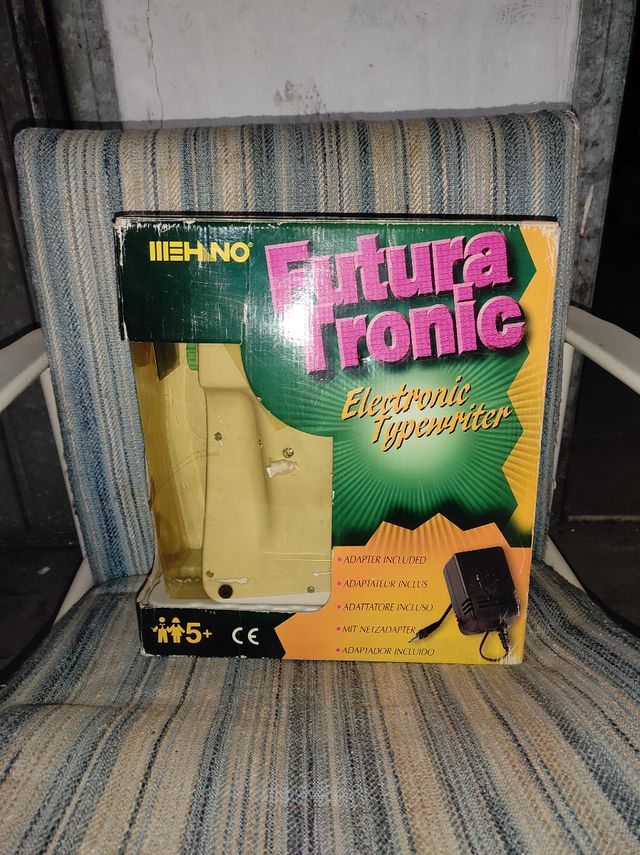 MEHANO®
Futura
Tronic
Electronic
Typewriter
• ADAPTER INCLUDED
• ADAPTATEUR INCLUS
• ADATTATORE INCLUSO
• MIT NETZADAPTER
• ADAPTADOR INCLUIDO
5+ CE